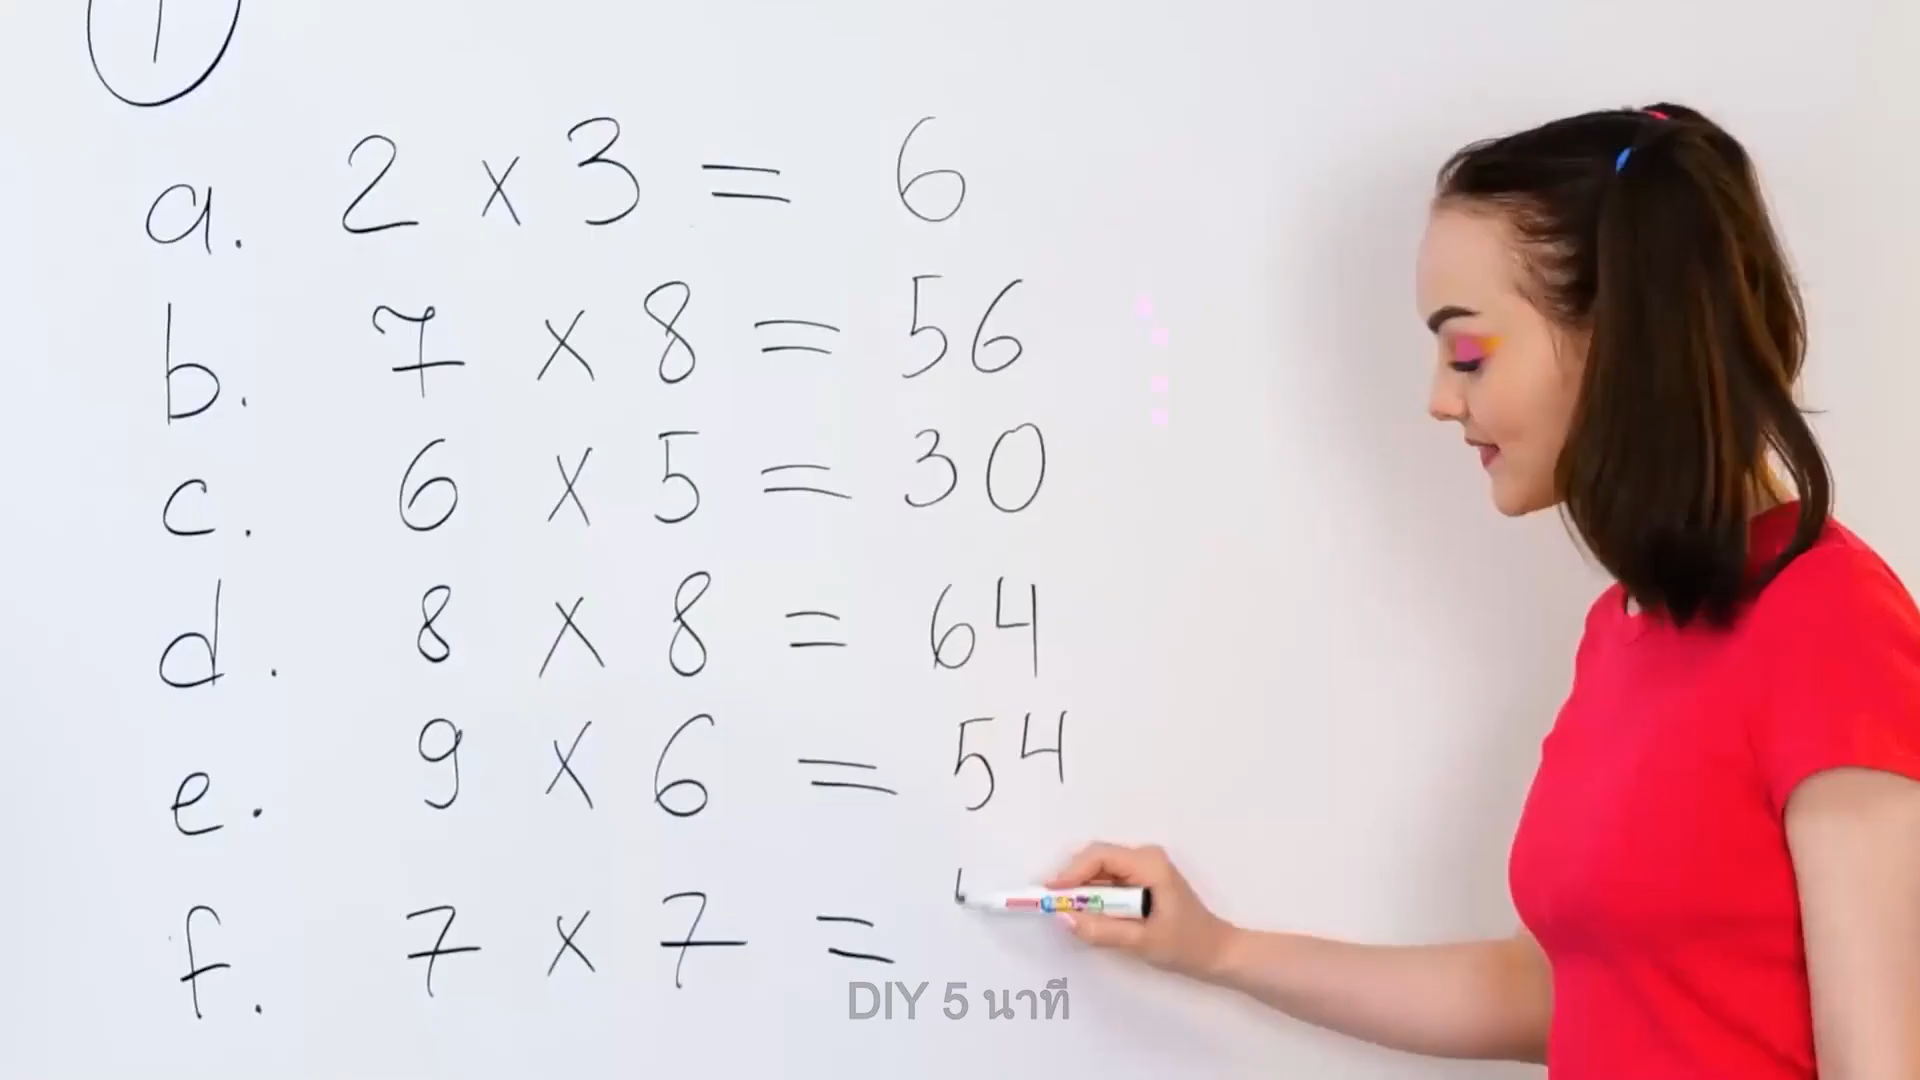 1
a. 2 x 3 = 6
b. 7 x 8 = 56
c. 6 x 5 = 30
d. 8 x 8 = 64
e. 9 x 6 = 54
f. 7 x 7 =
DIY 5 นาที